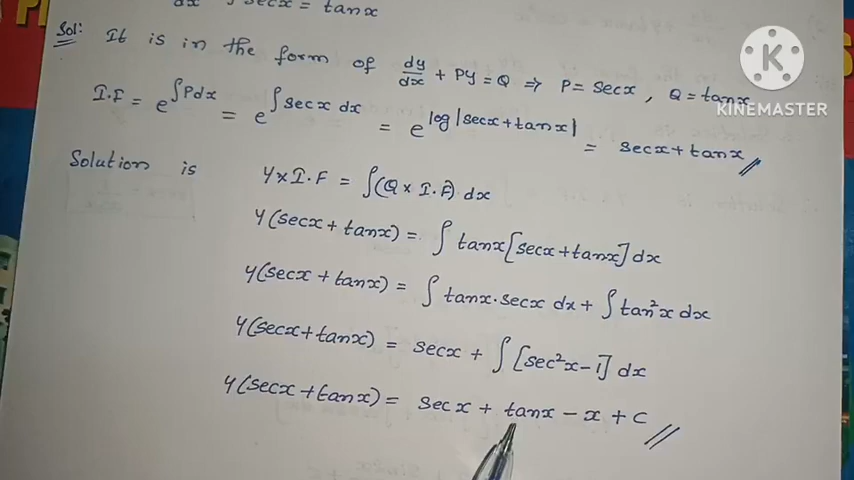 secx = tanx
Sol: It is in the form of dy/dx + Py = Q ⇒ P = secx, Q = tanx
I.F = e^∫Pdx = e^∫secx dx = e^log|secx+tanx| = secx+tanx //
Solution is y×I.F = ∫(Q × I.F) dx
y(secx + tanx) = ∫ tanx[secx+tanx] dx
y(secx + tanx) = ∫ tanx·secx dx + ∫ tan²x dx
y(secx+tanx) = secx + ∫ [sec²x-1] dx
y(secx+tanx) = secx + tanx - x + c //
K
KINEMASTER